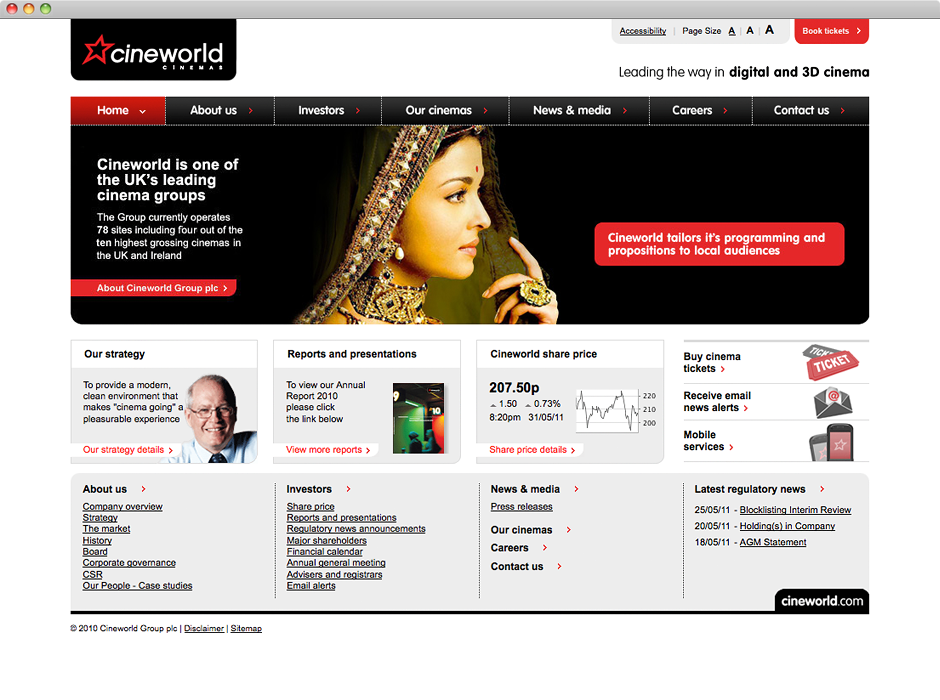 cineworld
CINEMAS
Accessibility | Page Size A | A A
Book tickets
Leading the way in digital and 3D cinema
Home
About us
Investors
Our cinemas
News & media
Careers
Contact us
Cineworld is one of
the UK's leading
cinema groups
The Group currently operates
78 sites including four out of the
ten highest grossing cinemas in
the UK and Ireland
About Cineworld Group plc
Cineworld tailors it's programming and
propositions to local audiences
Our strategy
To provide a modern,
clean environment that
makes "cinema going" a
pleasurable experience
Our strategy details
Reports and presentations
To view our Annual
Report 2010
please click
the link below
9
10
View more reports
Cineworld share price
207.50p
1.50 0.73%
8:20pm 31/05/11
220
210
200
Share price details
Buy cinema
tickets
TICKET
TICKET
Receive email
news alerts
@
Mobile
services
About us
Company overview
Strategy
The market
History
Board
Corporate governance
CSR
Our People - Case studies
Investors
Share price
Reports and presentations
Regulatory news announcements
Major shareholders
Financial calendar
Annual general meeting
Advisers and registrars
Email alerts
News & media
Press releases
Our cinemas
Careers
Contact us
Latest regulatory news
25/05/11 - Blocklisting Interim Review
20/05/11 - Holding(s) in Company
18/05/11 - AGM Statement
cineworld.com
© 2010 Cineworld Group plc | Disclaimer | Sitemap